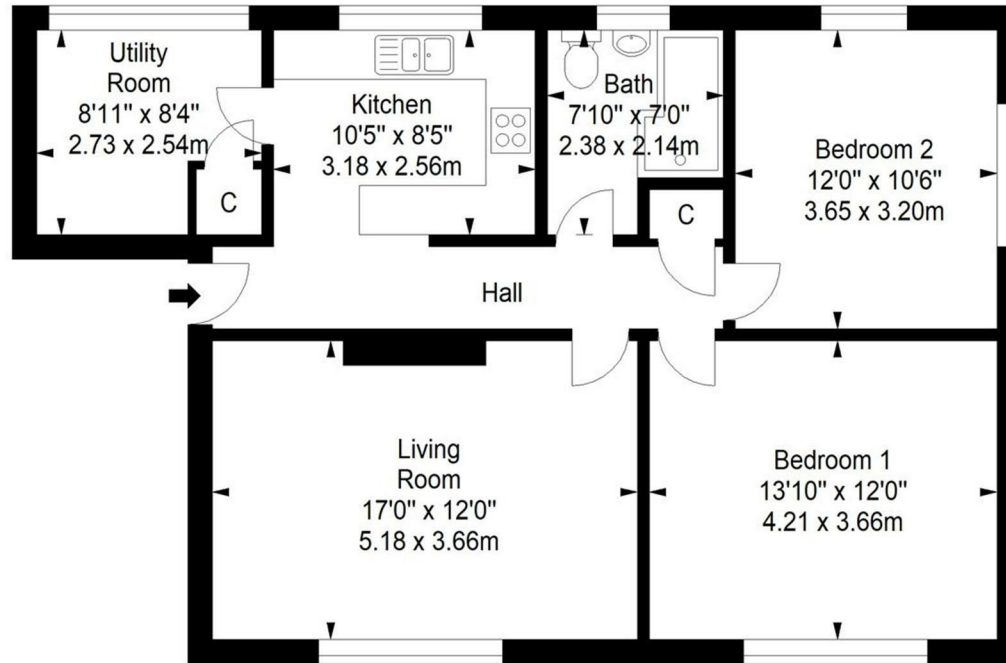 Utility
Room
8'11" x 8'4"
2.73 x 2.54m
C
Kitchen
10'5" x 8'5"
3.18 x 2.56m
Bath
7'10" x 7'0"
2.38 x 2.14m
C
Bedroom 2
12'0" x 10'6"
3.65 x 3.20m
Hall
Living
Room
17'0" x 12'0"
5.18 x 3.66m
Bedroom 1
13'10" x 12'0"
4.21 x 3.66m